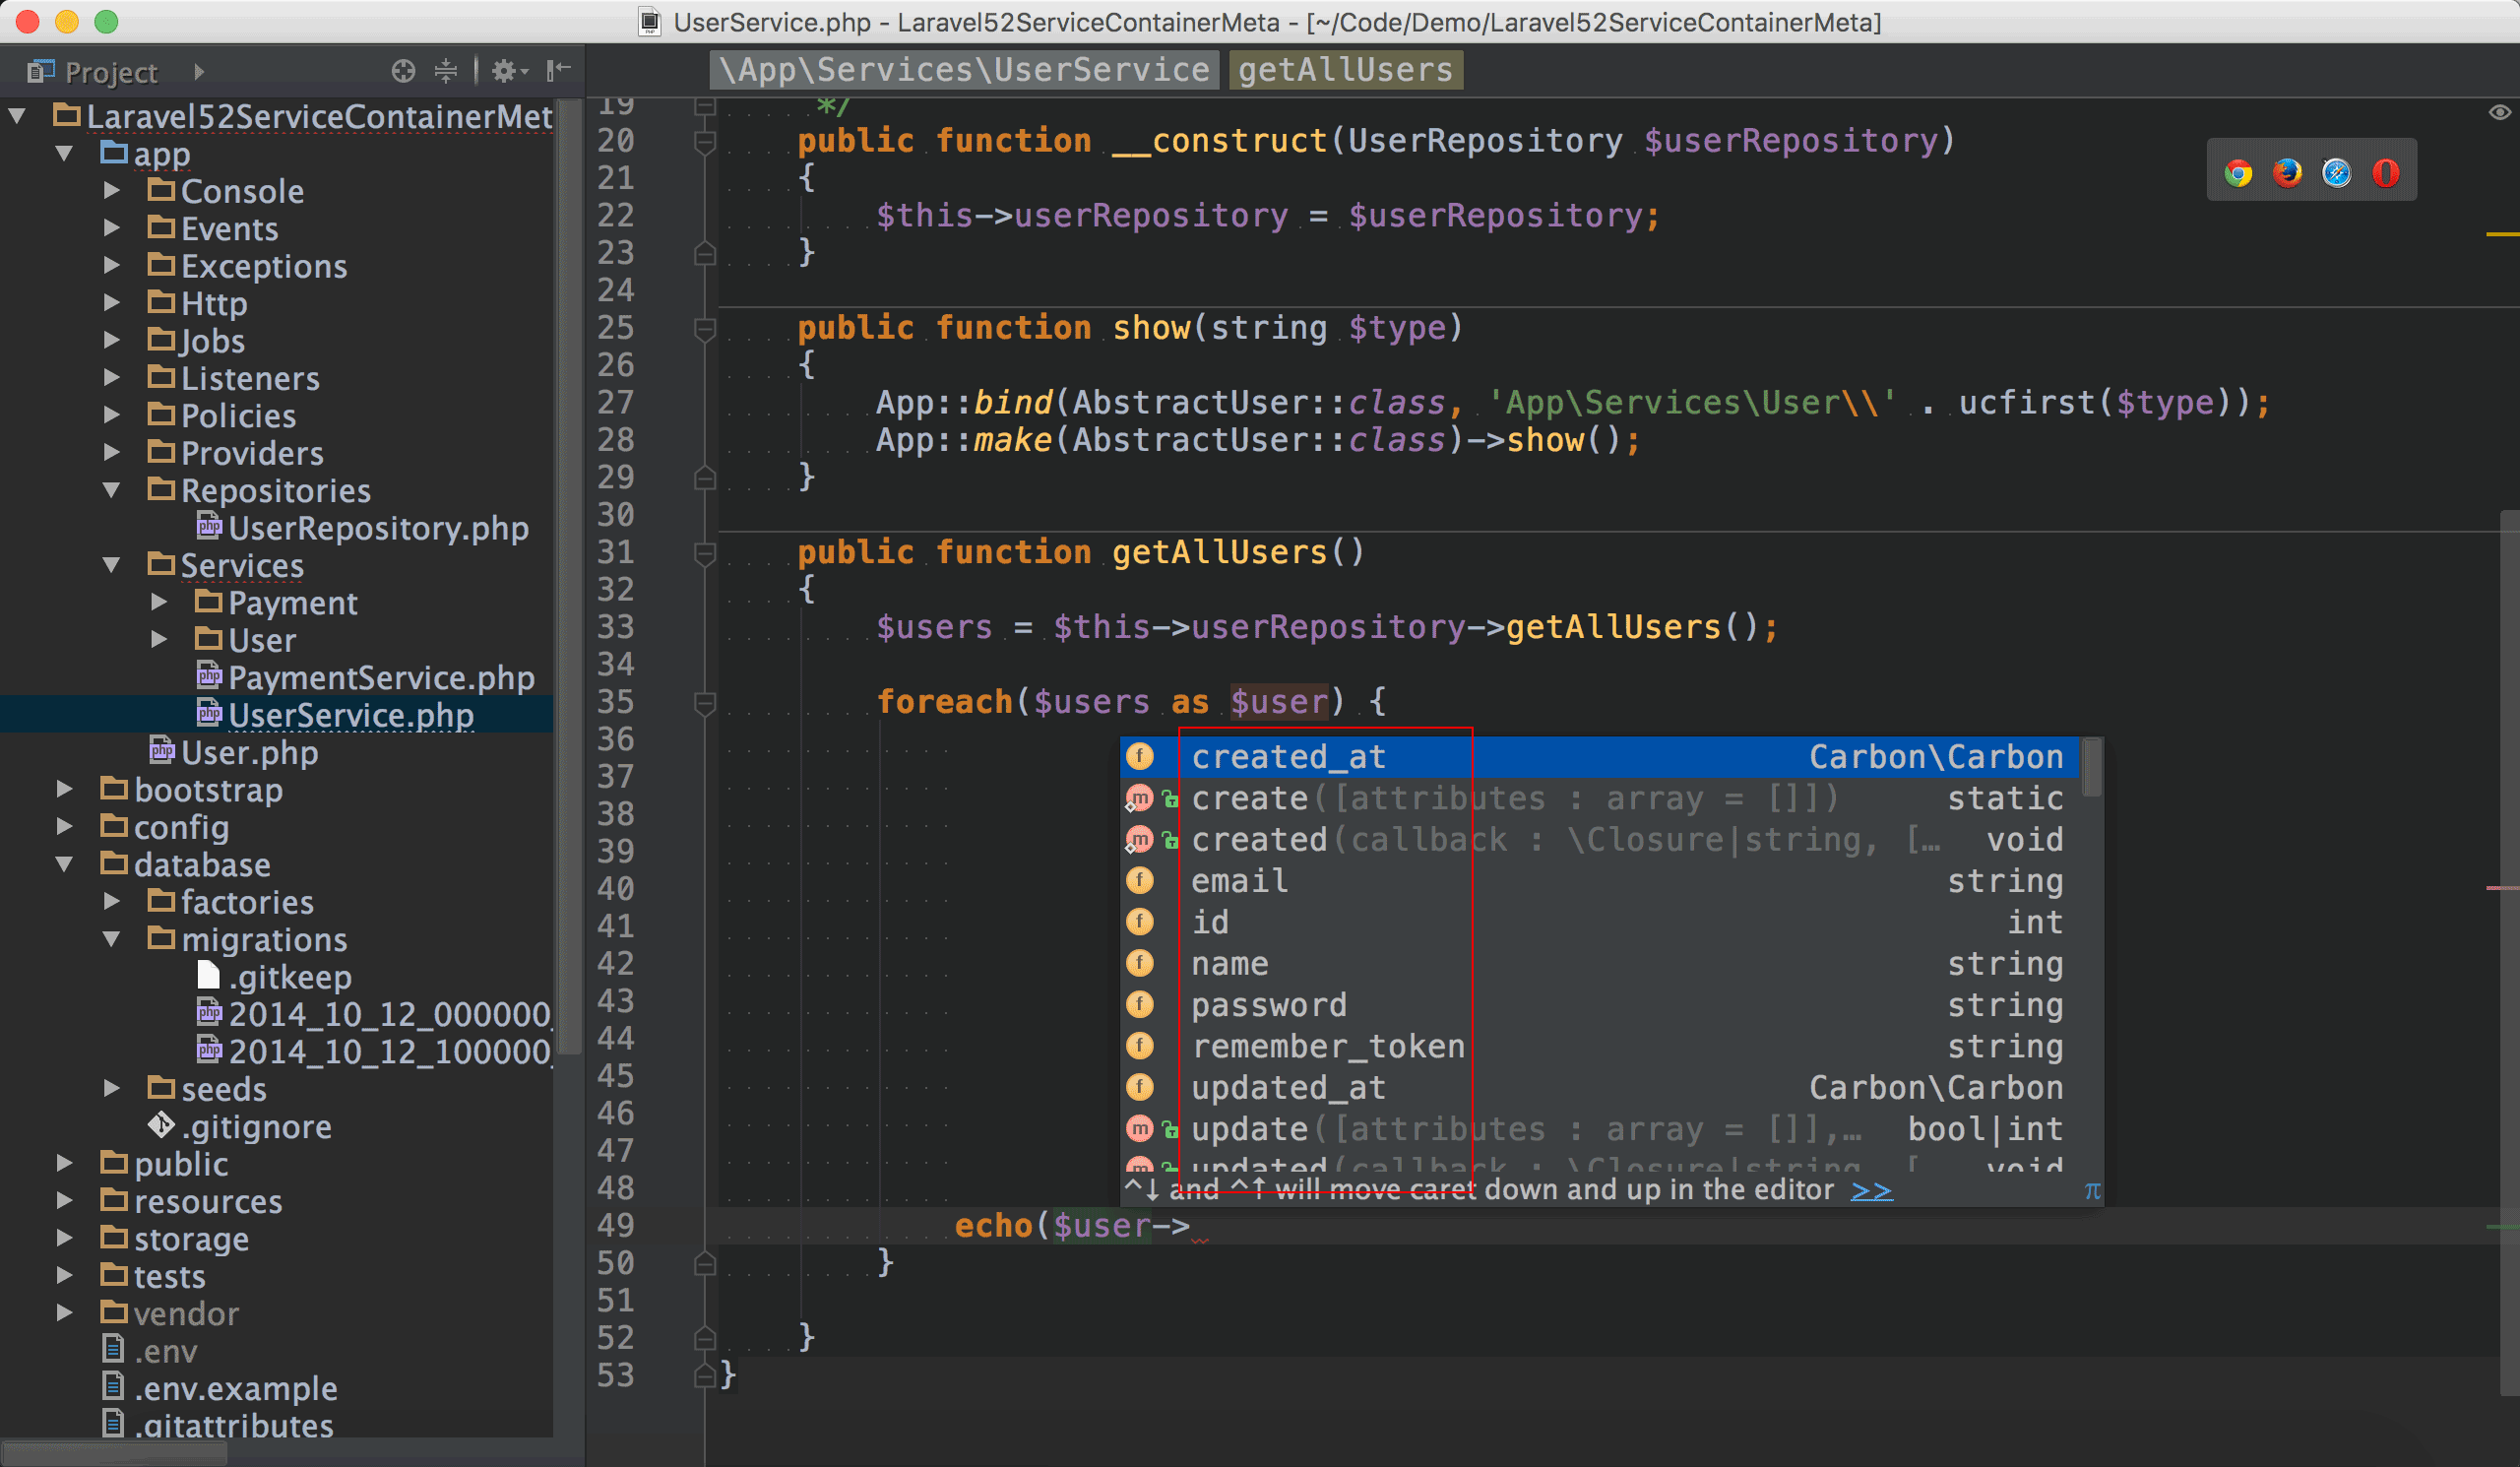 UserService.php - Laravel52ServiceContainerMeta - [~/Code/Demo/Laravel52ServiceContainerMeta]
Project
\App\Services\UserService getAllUsers
Laravel52ServiceContainerMet
app
Console
Events
Exceptions
Http
Jobs
Listeners
Policies
Providers
Repositories
UserRepository.php
Services
Payment
User
PaymentService.php
UserService.php
User.php
bootstrap
config
database
factories
migrations
.gitkeep
2014_10_12_000000_
2014_10_12_100000_
seeds
.gitignore
public
resources
storage
tests
vendor
.env
.env.example
.gitattributes
19 */
20 public function __construct(UserRepository $userRepository)
21 {
22 $this->userRepository = $userRepository;
23 }
24
25 public function show(string $type)
26 {
27 App::bind(AbstractUser::class, 'App\Services\User\\' . ucfirst($type));
28 App::make(AbstractUser::class)->show();
29 }
30
31 public function getAllUsers()
32 {
33 $users = $this->userRepository->getAllUsers();
34
35 foreach($users as $user) {
36
37
38
39
40
41
42
43
44
45
46
47
48
49 echo($user->
50 }
51
52 }
53 }
created_at Carbon\Carbon
create([attributes : array = []]) static
created(callback : \Closure|string, [… void
email string
id int
name string
password string
remember_token string
updated_at Carbon\Carbon
update([attributes : array = []],… bool|int
updated(callback : \Closure|string, [ void
^↓ and ^↑ will move caret down and up in the editor >> π